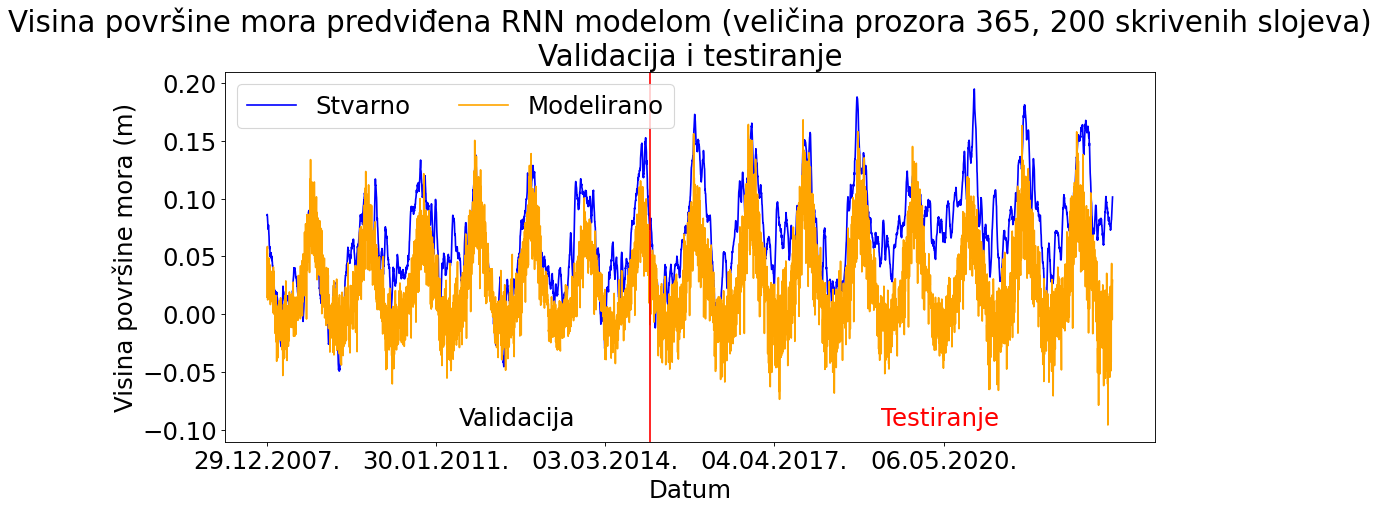 Visina površine mora predviđena RNN modelom (veličina prozora 365, 200 skrivenih slojeva)
Validacija i testiranje
Stvarno Modelirano
Visina površine mora (m)
0.20
0.15
0.10
0.05
0.00
−0.05
−0.10
Validacija Testiranje
29.12.2007. 30.01.2011. 03.03.2014. 04.04.2017. 06.05.2020.
Datum